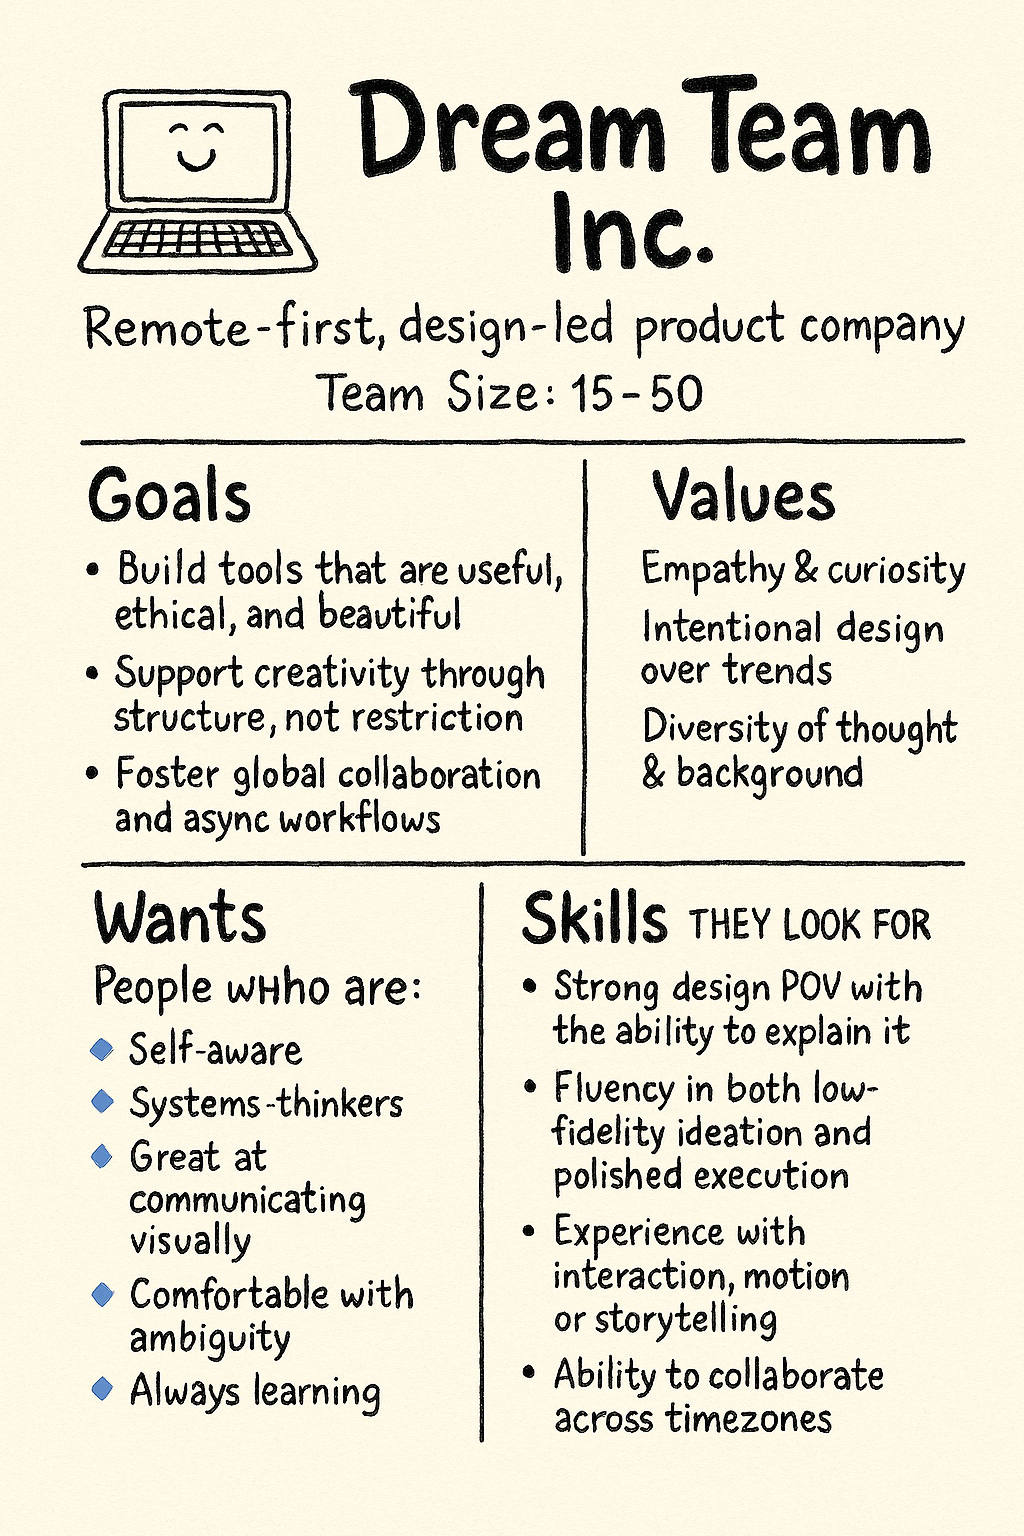 Dream Team
Inc.
Remote-first, design-led product company
Team Size: 15-50
Goals
• Build tools that are useful,
ethical, and beautiful
• Support creativity through
structure, not restriction
• Foster global collaboration
and async workflows
Values
Empathy & curiosity
Intentional design
over trends
Diversity of thought
& background
Wants
People wHho are:
◆ Self-aware
◆ Systems-thinkers
◆ Great at
communicating
visually
◆ Comfortable with
ambiguity
◆ Always learning
Skills THEY LOOK FOR
• Strong design POV with
the ability to explain it
• Fluency in both low-
fidelity ideation and
polished execution
• Experience with
interaction, motion
or storytelling
• Ability to collaborate
across timezones